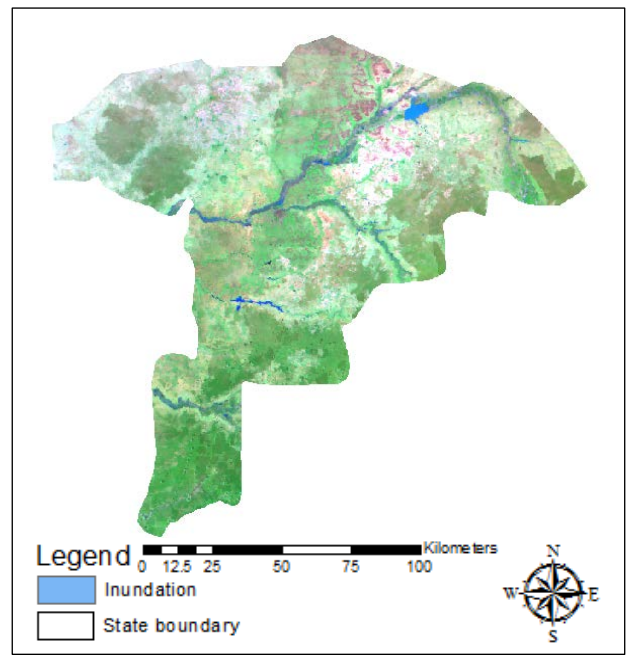 Legend
0 12.5 25 50 75 100 Kilometers
Inundation
State boundary
N
W E
S